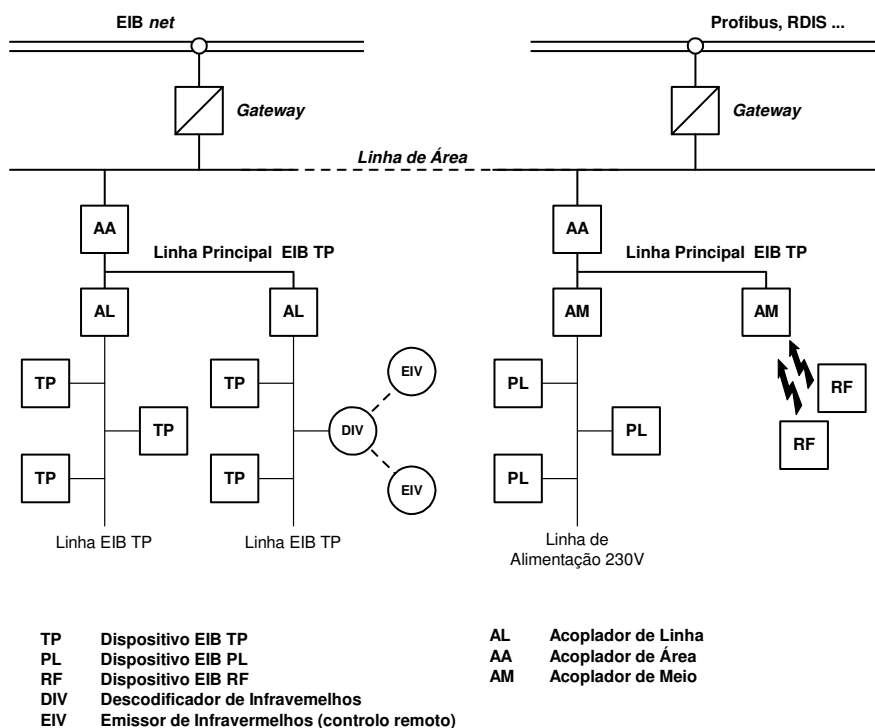 EIB net
Profibus, RDIS ...
Gateway
Gateway
Linha de Área
AA
AA
Linha Principal EIB TP
Linha Principal EIB TP
AL
AL
AM
AM
TP
TP
EIV
PL
RF
TP
DIV
PL
RF
TP
TP
EIV
PL
Linha EIB TP
Linha EIB TP
Linha de
Alimentação 230V
TP Dispositivo EIB TP
PL Dispositivo EIB PL
RF Dispositivo EIB RF
DIV Descodificador de Infravemelhos
EIV Emissor de Infravermelhos (controlo remoto)
AL Acoplador de Linha
AA Acoplador de Área
AM Acoplador de Meio